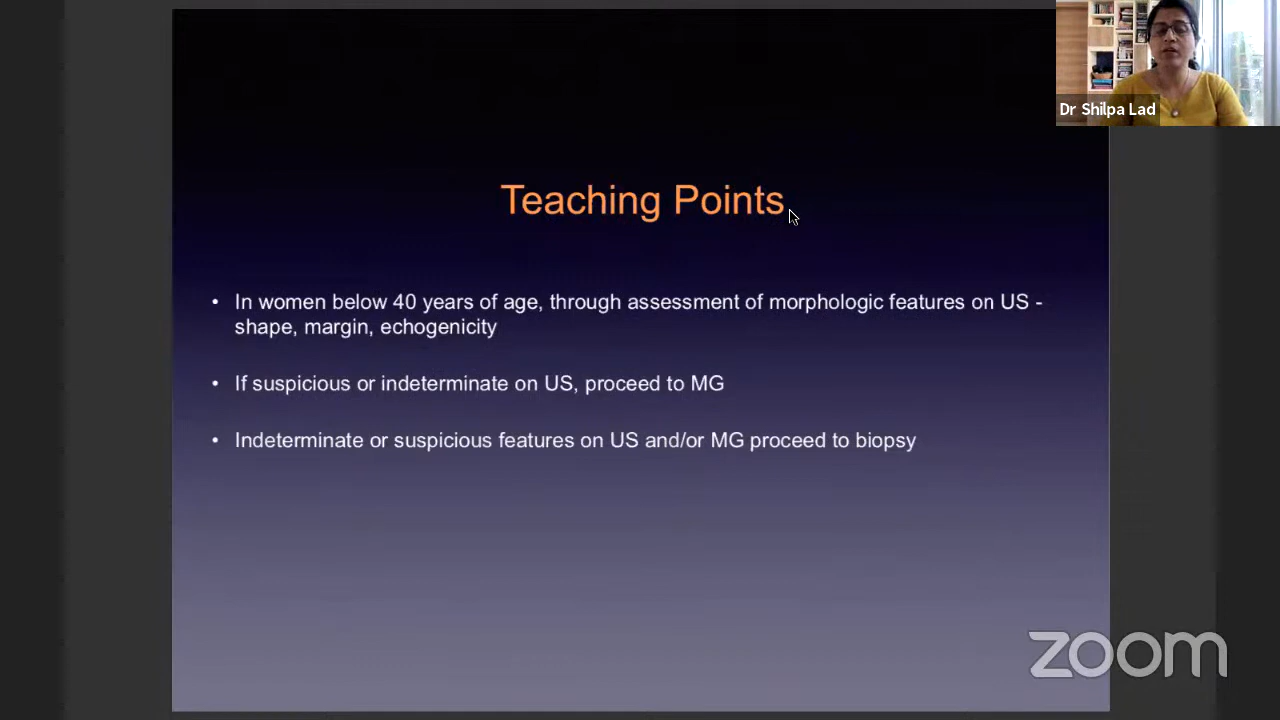 Dr Shilpa Lad
Teaching Points
• In women below 40 years of age, through assessment of morphologic features on US -
shape, margin, echogenicity
• If suspicious or indeterminate on US, proceed to MG
• Indeterminate or suspicious features on US and/or MG proceed to biopsy
zoom